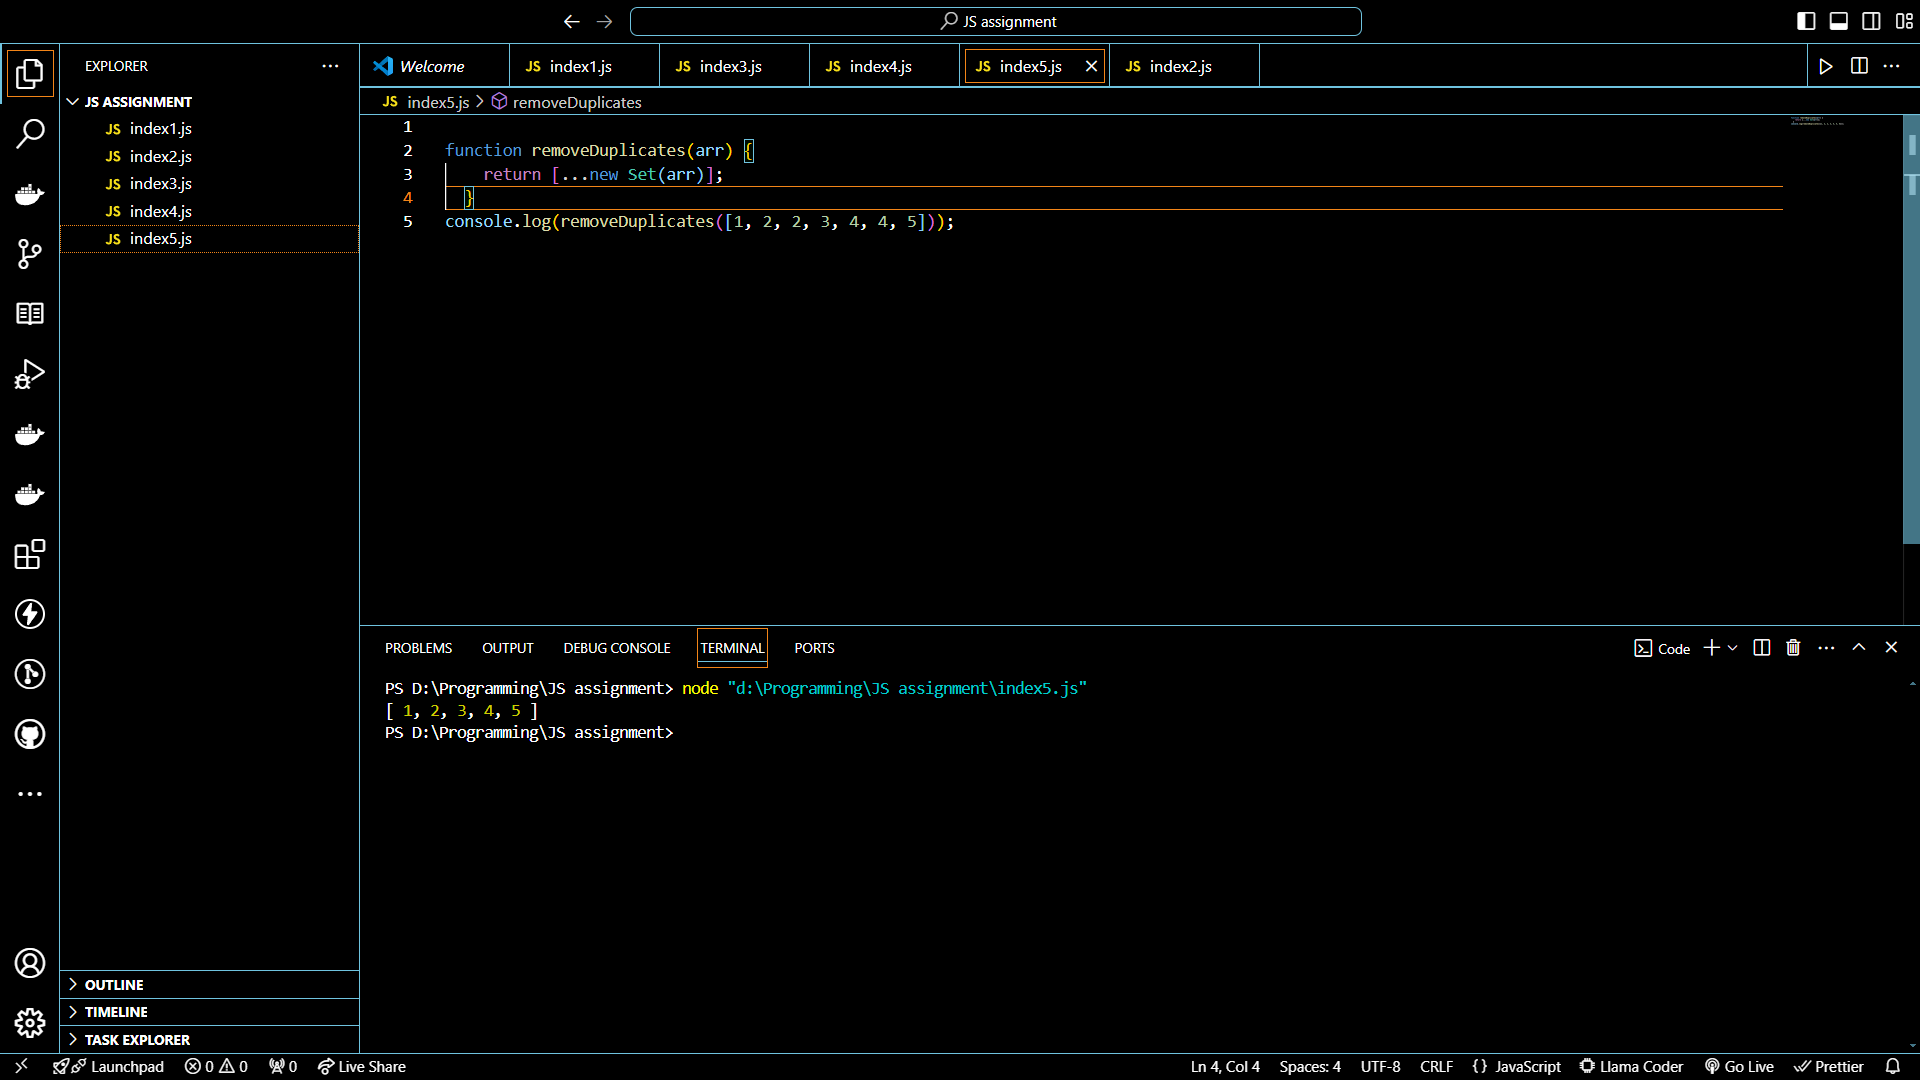 JS assignment
EXPLORER
JS ASSIGNMENT
JS index1.js
JS index2.js
JS index3.js
JS index4.js
JS index5.js
OUTLINE
TIMELINE
TASK EXPLORER
Welcome
JS index1.js
JS index3.js
JS index4.js
JS index5.js
JS index2.js
JS index5.js > removeDuplicates
1
2 function removeDuplicates(arr) {
3 return [...new Set(arr)];
4 }
5 console.log(removeDuplicates([1, 2, 2, 3, 4, 4, 5]));
PROBLEMS OUTPUT DEBUG CONSOLE TERMINAL PORTS
Code
PS D:\Programming\JS assignment> node "d:\Programming\JS assignment\index5.js"
[ 1, 2, 3, 4, 5 ]
PS D:\Programming\JS assignment>
Launchpad 0 0 0 Live Share
Ln 4, Col 4 Spaces: 4 UTF-8 CRLF {} JavaScript Llama Coder Go Live Prettier